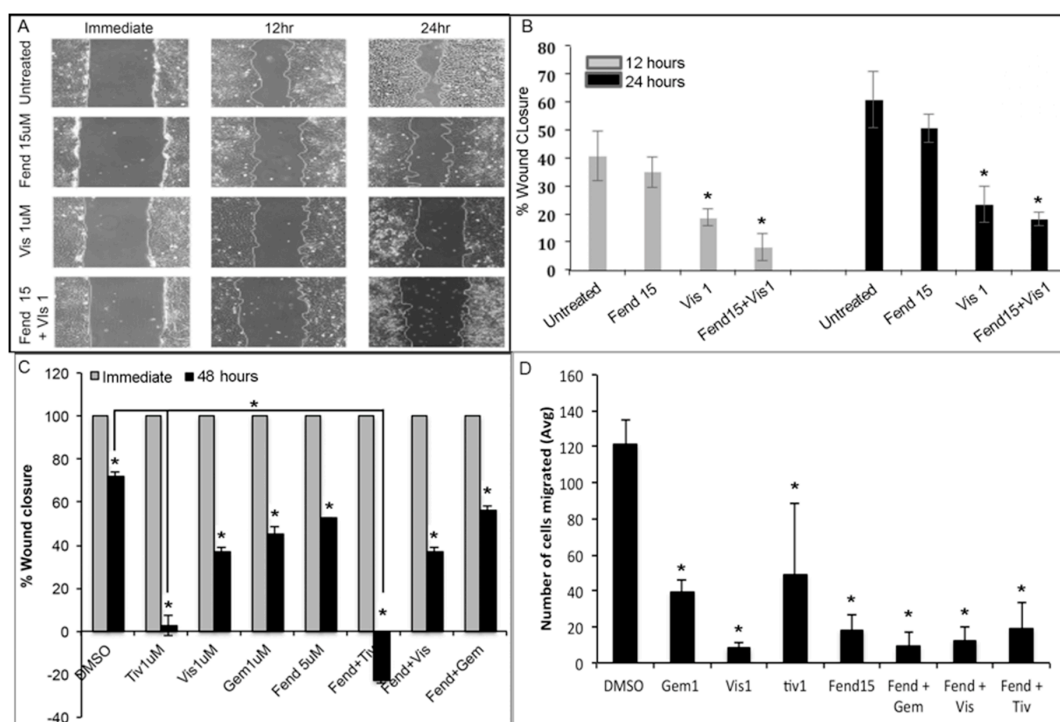 A
Immediate 12hr 24hr
Untreated
Fend 15uM
Vis 1uM
Fend 15
+ VIs 1
B
12 hours
24 hours
% Wound CLosure
80
70
60
50
40
30
20
10
0
* * * *
Untreated Fend 15 Vis 1 Fend15+Vis1 Untreated Fend 15 Vis 1 Fend15+Vis1
C
Immediate 48 hours
% Wound closure
120
100
80
60
40
20
0
-20
-40
* * * * * * * * *
DMSO Tiv1uM Vis1uM Gem1uM Fend 5uM Fend+Tiv Fend+Vis Fend+Gem
D
Number of cells migrated (Avg)
160
140
120
100
80
60
40
20
0
* * * * * * *
DMSO Gem1 Vis1 tiv1 Fend15 Fend + Fend + Fend +
Gem Vis Tiv